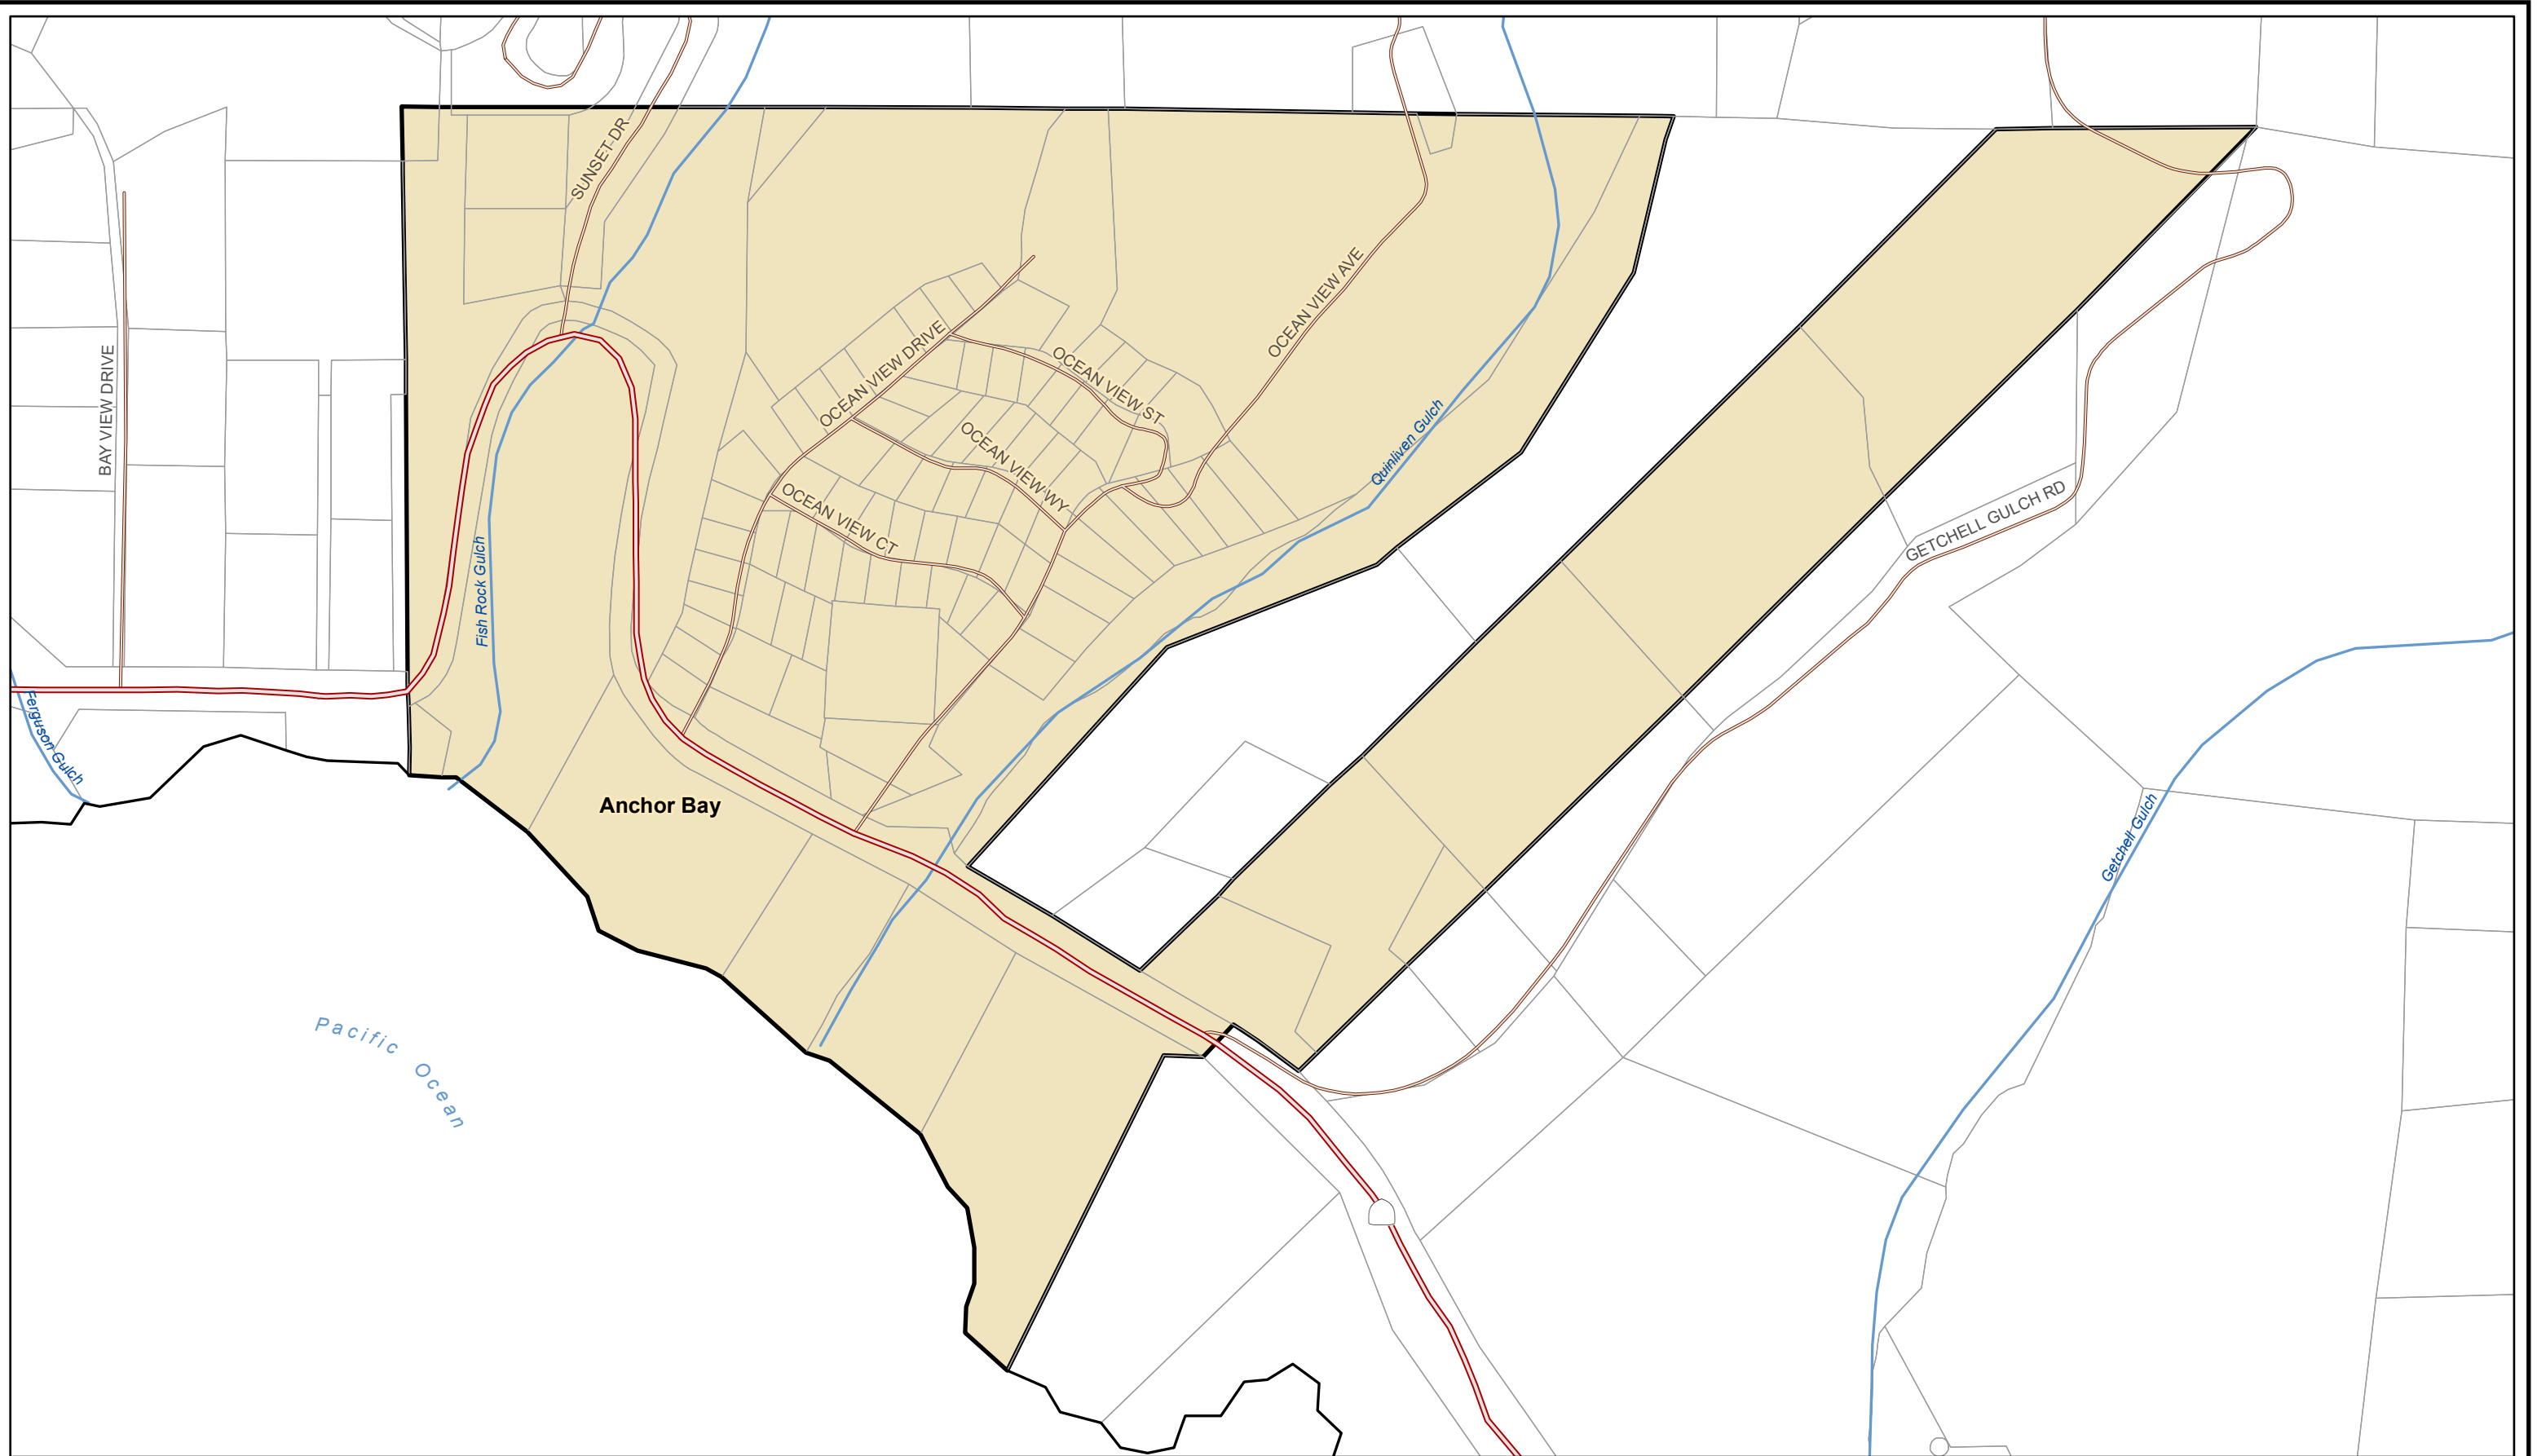 SUNSET DR
BAY VIEW DRIVE
OCEAN VIEW DRIVE
OCEAN VIEW ST
OCEAN VIEW AVE
OCEAN VIEW WY
OCEAN VIEW CT
Quinliven Gulch
GETCHELL GULCH RD
Fish Rock Gulch
Ferguson Gulch
Anchor Bay
Getchell Gulch
Pacific Ocean